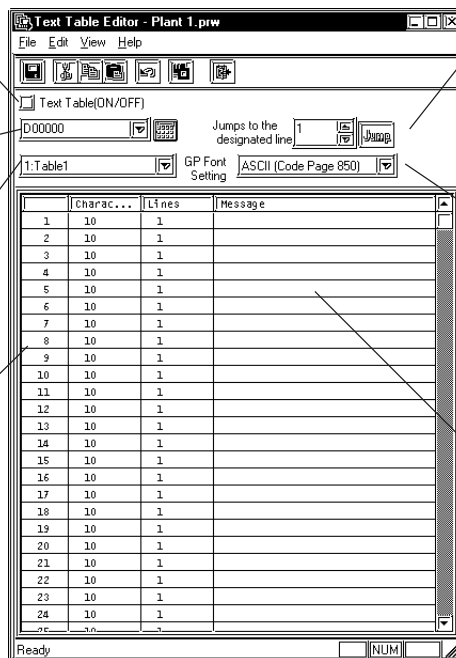 Text Table Editor - Plant 1.prw
File Edit View Help
Text Table(ON/OFF)
D00000
Jumps to the designated line
1
Jump
1:Table1
GP Font Setting
ASCII (Code Page 850)
Charac... Lines Message
1 10 1
2 10 1
3 10 1
4 10 1
5 10 1
6 10 1
7 10 1
8 10 1
9 10 1
10 10 1
11 10 1
12 10 1
13 10 1
14 10 1
15 10 1
16 10 1
17 10 1
18 10 1
19 10 1
20 10 1
21 10 1
22 10 1
23 10 1
24 10 1
Ready NUM